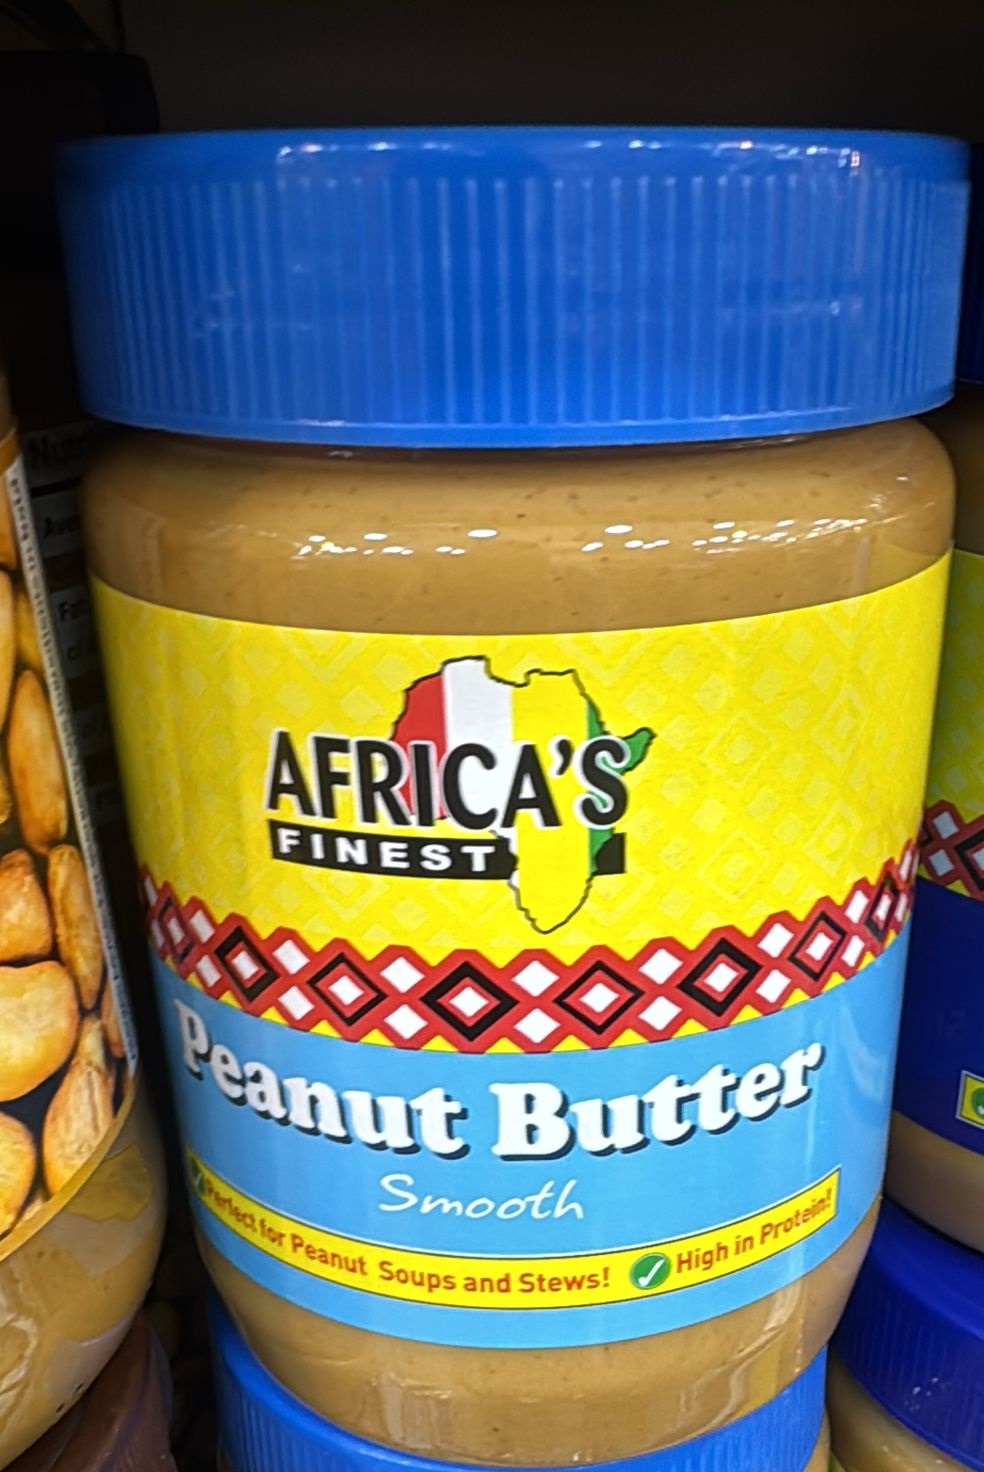 AFRICA'S
FINEST
Peanut Butter
Smooth
Perfect for Peanut Soups and Stews! High in Protein!